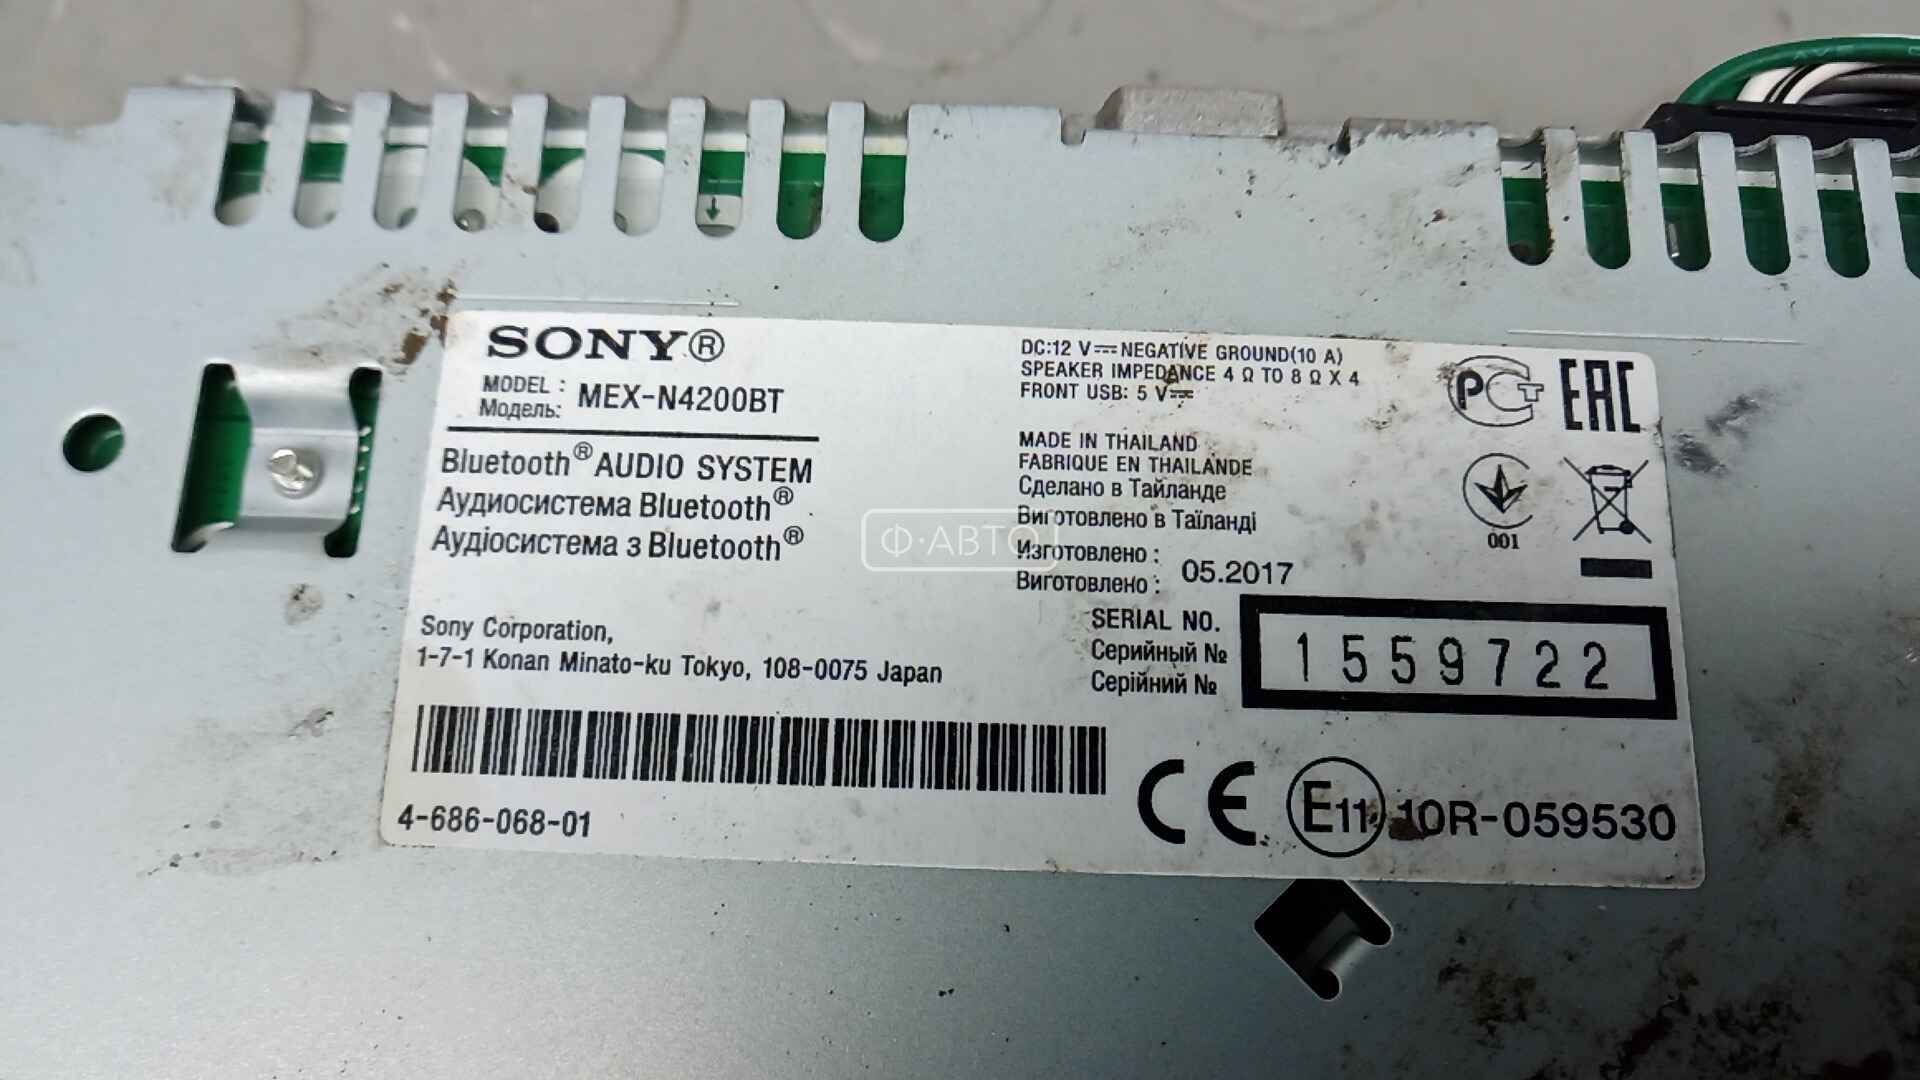 SONY®
MODEL :
Модель: MEX-N4200BT
Bluetooth® AUDIO SYSTEM
Аудиосистема Bluetooth®
Аудіосистема з Bluetooth®
Sony Corporation,
1-7-1 Konan Minato-ku Tokyo, 108-0075 Japan
4-686-068-01
DC:12 V⎓NEGATIVE GROUND(10 A)
SPEAKER IMPEDANCE 4 Ω TO 8 Ω X 4
FRONT USB: 5 V⎓
MADE IN THAILAND
FABRIQUE EN THAILANDE
Сделано в Тайланде
Виготовлено в Таїланді
Изготовлено :
Виготовлено : 05.2017
SERIAL NO.
Серийный №
Серійний №
1559722
РСТ EAC
001
CE E11 10R-059530
Ф·АВТО